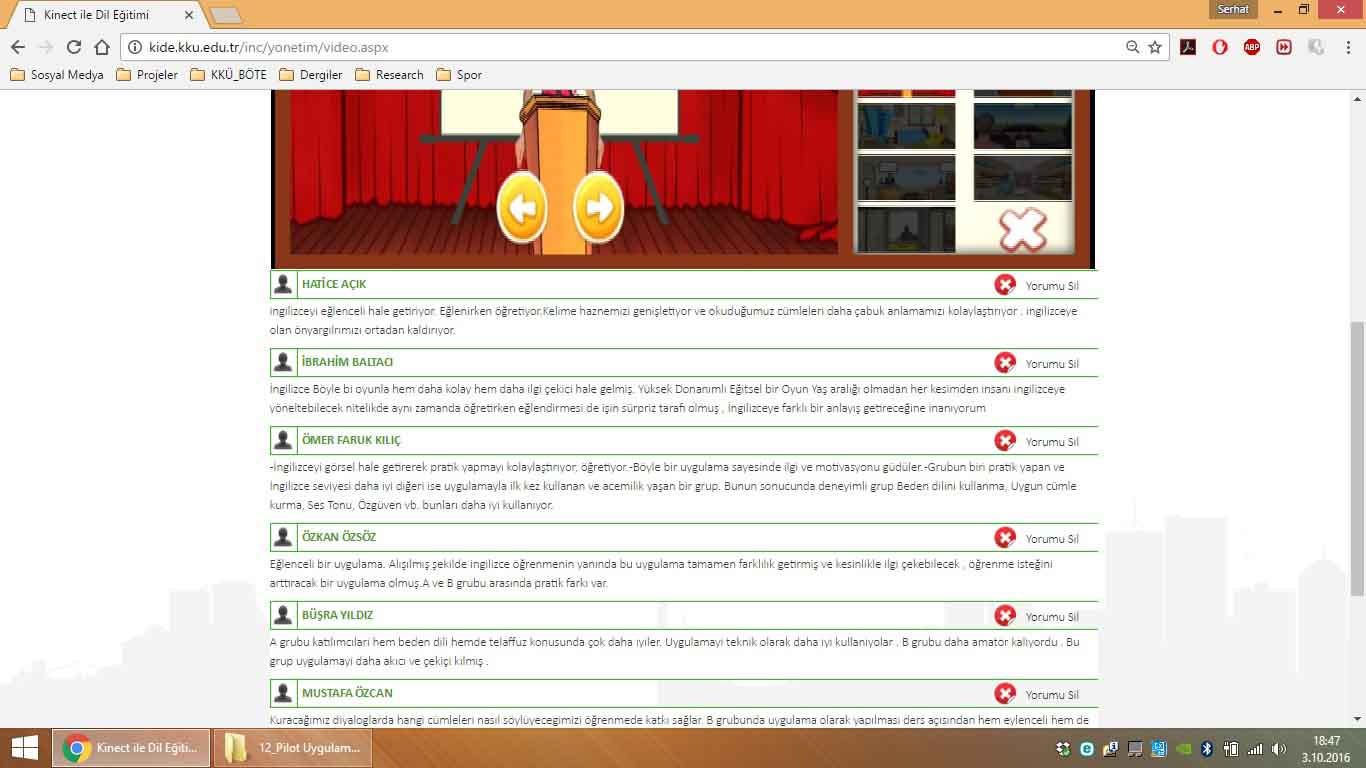 Kinect ile Dil Eğitimi
Serhat
kide.kku.edu.tr/inc/yonetim/video.aspx
ABP
Sosyal Medya Projeler KKÜ_BÖTE Dergiler Research Spor
HATİCE AÇIK Yorumu Sil
ingilizceyi eğlenceli hale getiriyor. Eğlenirken öğretiyor.Kelime haznemizi genişletiyor ve okuduğumuz cümleleri daha çabuk anlamamızı kolaylaştırıyor . ingilizceye
olan önyargılrımızı ortadan kaldırıyor.
İBRAHİM BALTACI Yorumu Sil
İngilizce Böyle bi oyunla hem daha kolay hem daha ilgi çekici hale gelmiş. Yüksek Donanımlı Eğitsel bir Oyun Yaş aralığı olmadan her kesimden insanı ingilizceye
yöneltebilecek nitelikde aynı zamanda öğretirken eğlendirmesi de işin sürpriz tarafı olmuş , İngilizceye farklı bir anlayış getireceğine inanıyorum
ÖMER FARUK KILIÇ Yorumu Sil
-İngilizceyi görsel hale getirerek pratik yapmayı kolaylaştırıyor, öğretiyor.-Böyle bir uygulama sayesinde ilgi ve motivasyonu güdüler.-Grubun biri pratik yapan ve
İngilizce seviyesi daha iyi diğeri ise uygulamayla ilk kez kullanan ve acemilik yaşan bir grup. Bunun sonucunda deneyimli grup Beden dilini kullanma, Uygun cümle
kurma, Ses Tonu, Özgüven vb. bunları daha iyi kullanıyor.
ÖZKAN ÖZSÖZ Yorumu Sil
Eğlenceli bir uygulama. Alışılmış şekilde ingilizce öğrenmenin yanında bu uygulama tamamen farklılık getirmiş ve kesinlikle ilgi çekebilecek , öğrenme isteğini
arttıracak bir uygulama olmuş.A ve B grubu arasında pratik farkı var.
BÜŞRA YILDIZ Yorumu Sil
A grubu katılımcılari hem beden dili hemde telaffuz konusunda çok daha iyiler. Uygulamayi teknik olarak daha iyi kullaniyolar . B grubu daha amatör kaliyordu . Bu
grup uygulamayi daha akıcı ve çekiçi kılmış .
MUSTAFA ÖZCAN Yorumu Sil
Kuracağımız diyaloglarda hangi cümleleri nasıl söylüyecegimizi öğrenmede katkı sağlar. B grubunda uygulama olarak yapılması ders açısından hem eylenceli hem de
Kinect ile Dil Eğiti... 12_Pilot Uygulam...
18:47
3.10.2016